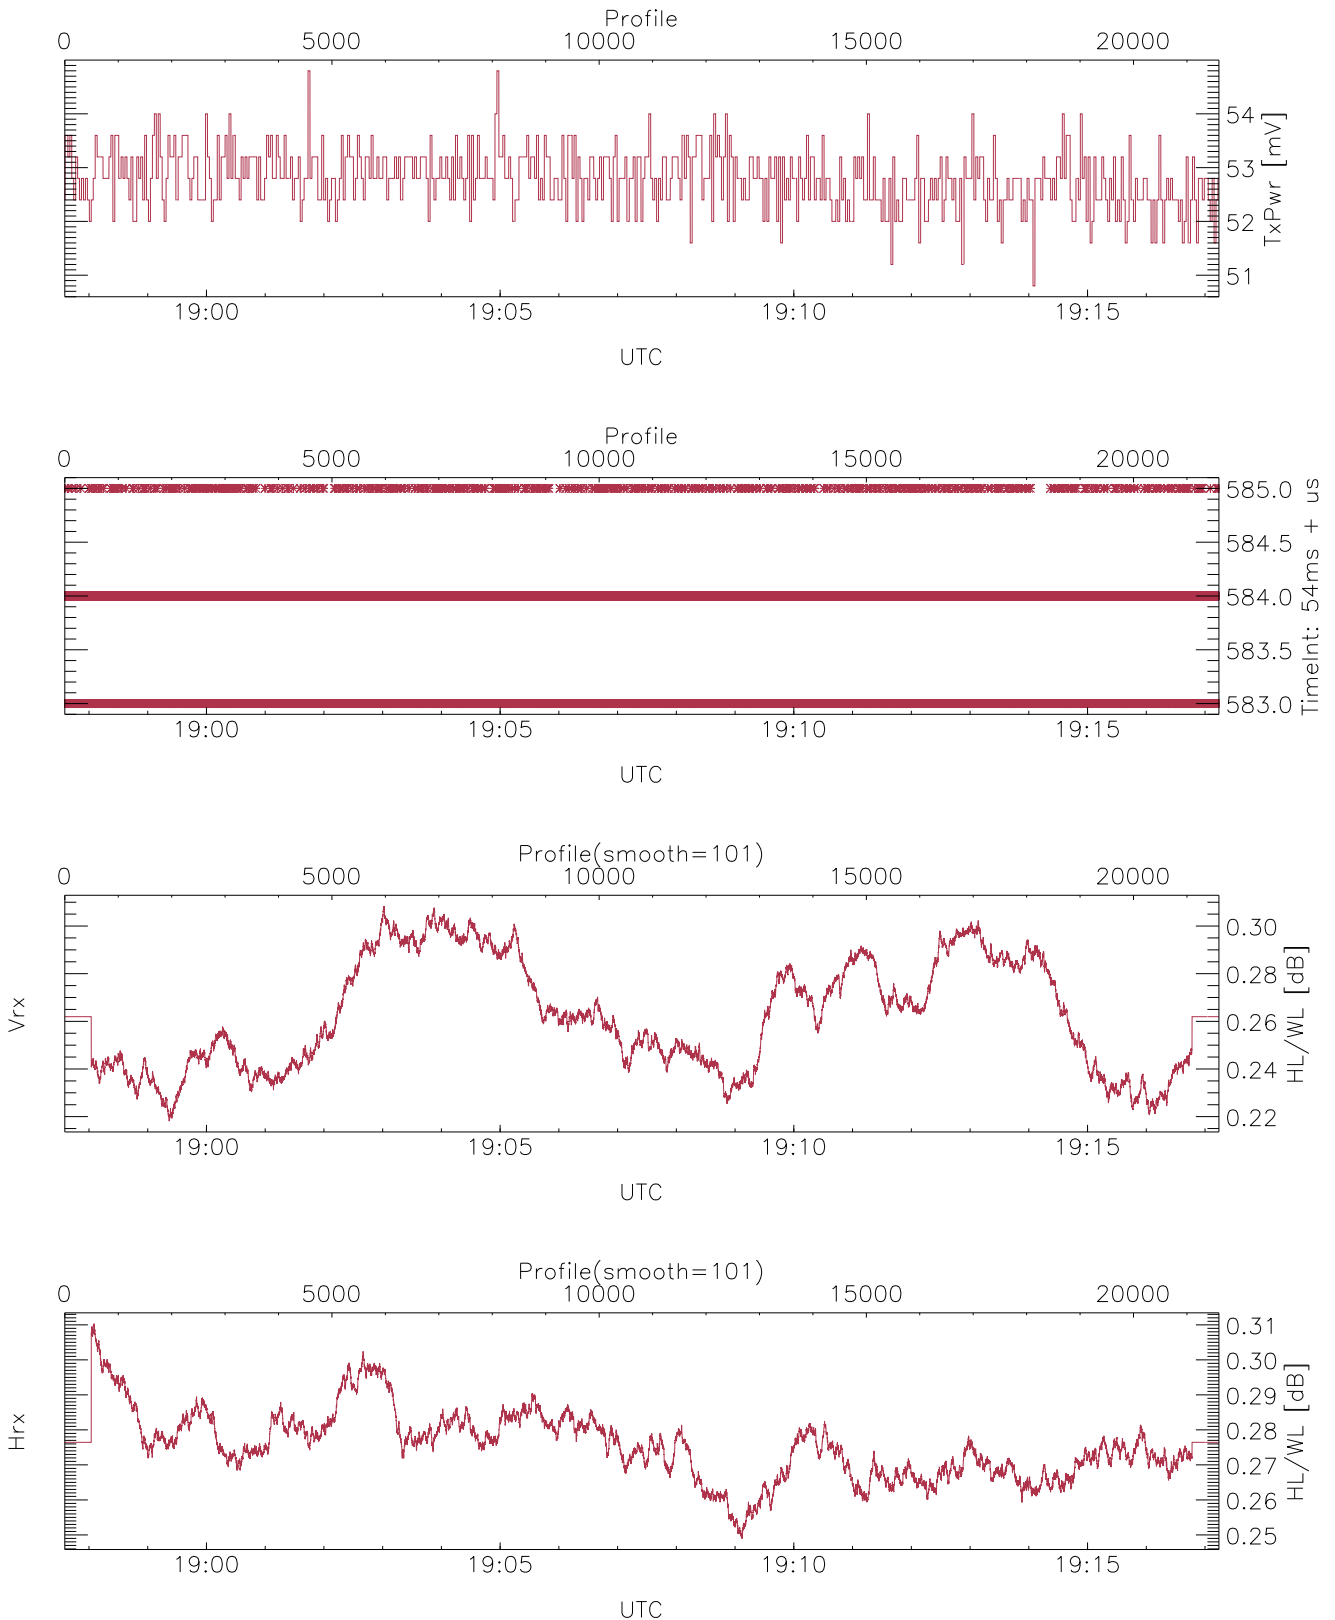 Profile
0 5000 10000 15000 20000
54
53
52
51
TxPwr [mV]
19:00 19:05 19:10 19:15
UTC
Profile
0 5000 10000 15000 20000
585.0
584.5
584.0
583.5
583.0
TimeInt: 54ms + us
19:00 19:05 19:10 19:15
UTC
Profile(smooth=101)
0 5000 10000 15000 20000
Vrx
0.30
0.28
0.26
0.24
0.22
HL/WL [dB]
19:00 19:05 19:10 19:15
UTC
Profile(smooth=101)
0 5000 10000 15000 20000
Hrx
0.31
0.30
0.29
0.28
0.27
0.26
0.25
HL/WL [dB]
19:00 19:05 19:10 19:15
UTC